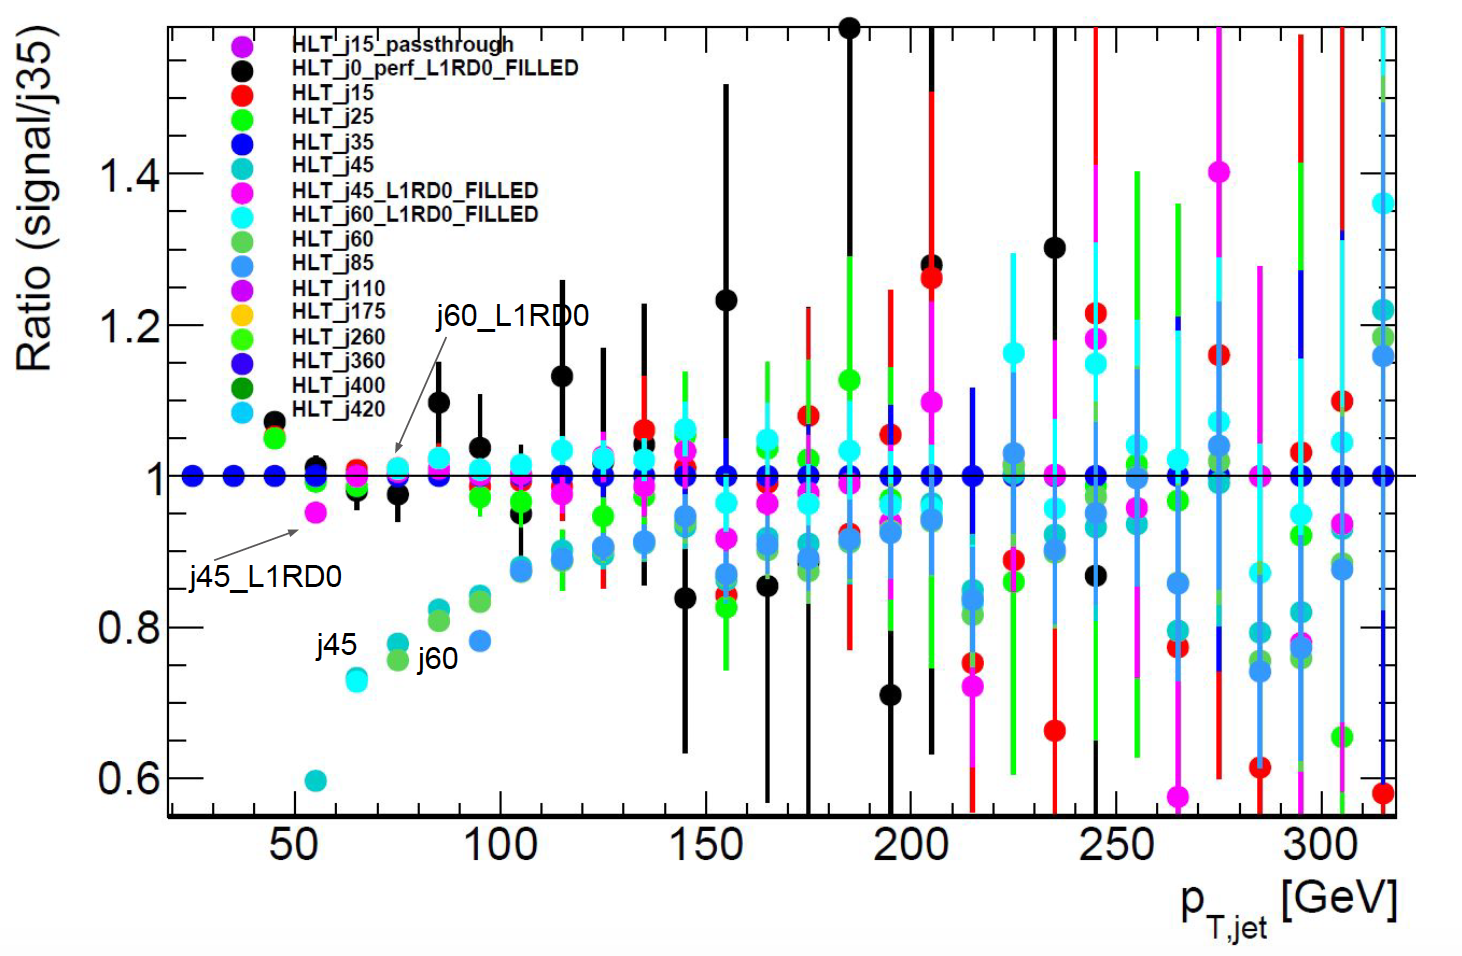 Ratio (signal/j35)
HLT_j15_passthrough
HLT_j0_perf_L1RD0_FILLED
HLT_j15
HLT_j25
HLT_j35
HLT_j45
HLT_j45_L1RD0_FILLED
HLT_j60_L1RD0_FILLED
HLT_j60
HLT_j85
HLT_j110
HLT_j175
HLT_j260
HLT_j360
HLT_j400
HLT_j420
1.4
1.2
1
0.8
0.6
j60_L1RD0
j45_L1RD0
j45
j60
50
100
150
200
250
300
pT,jet [GeV]